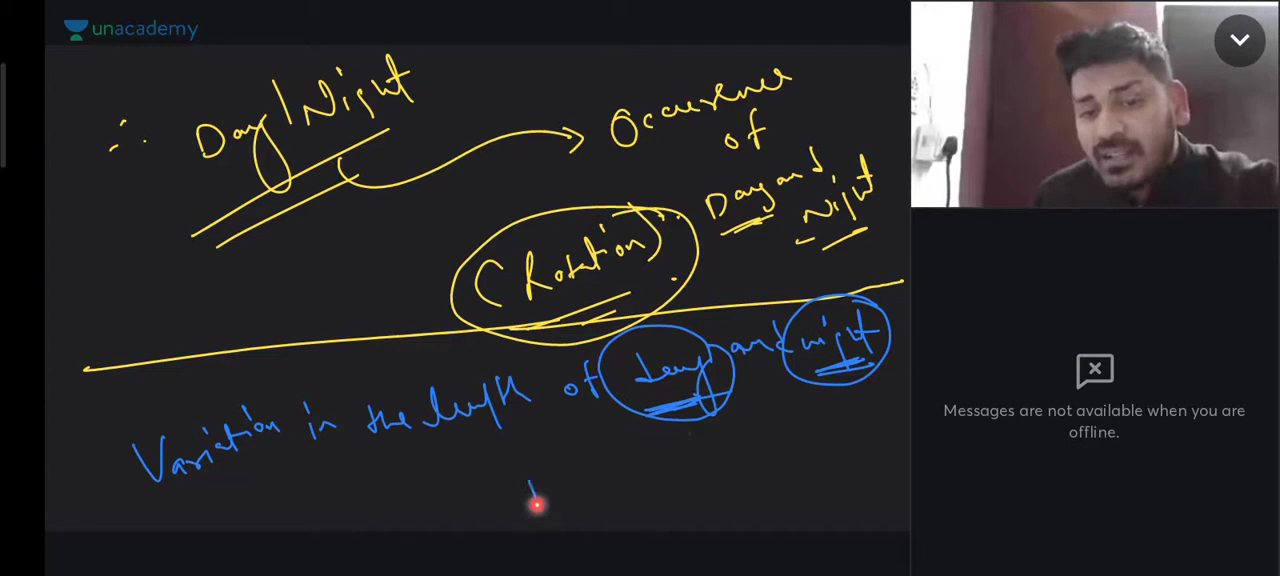 unacademy
∴ Day/Night
Occurence
of
Day and
Night
(Rotation)
Variation in the length of day and night
Messages are not available when you are
offline.